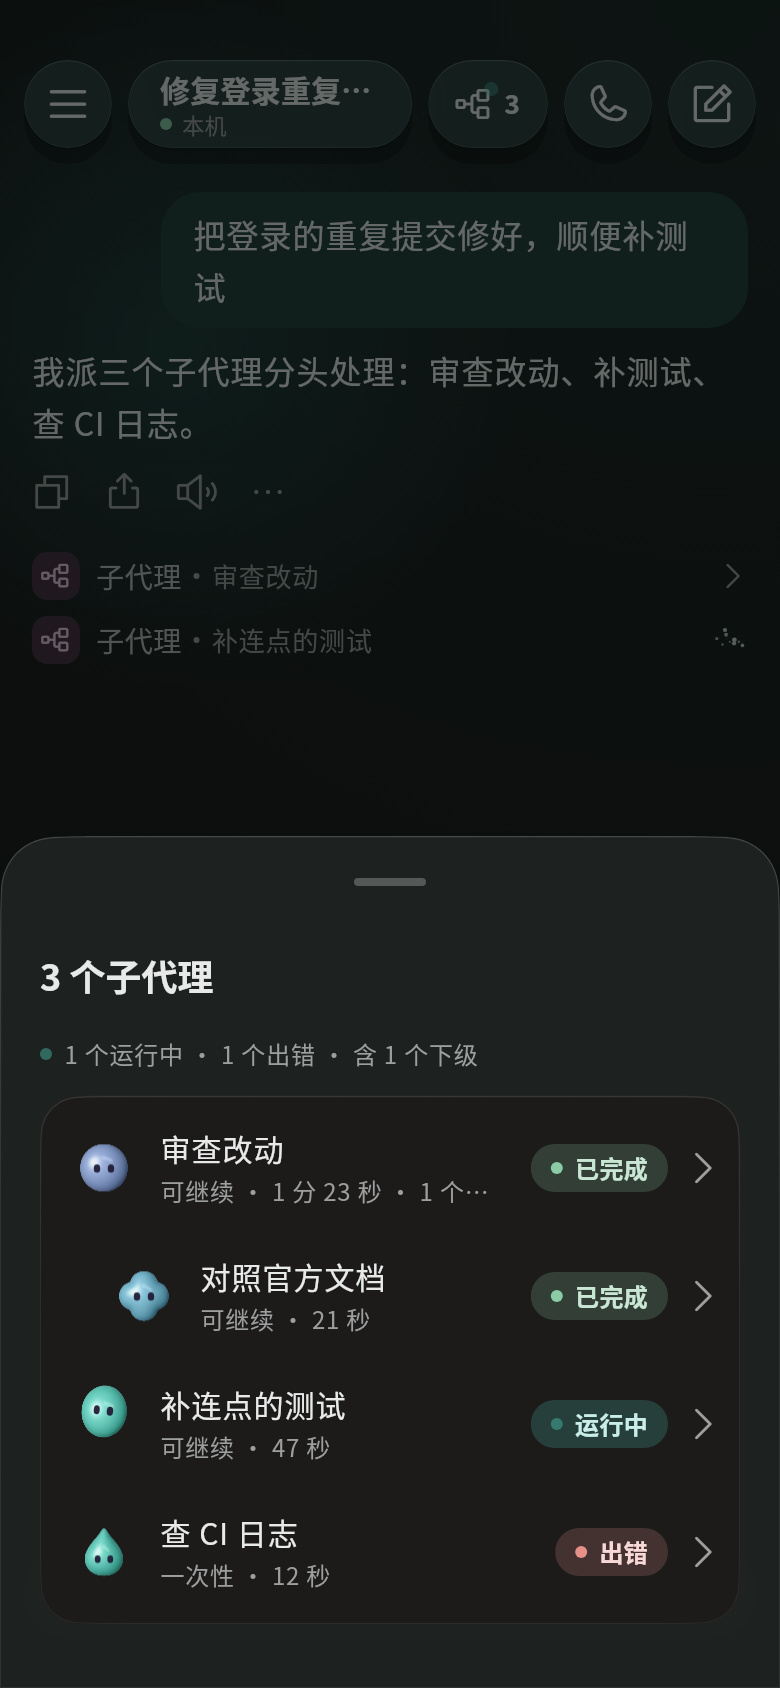 修复登录重复…
本机
3
把登录的重复提交修好，顺便补测
试
我派三个子代理分头处理：审查改动、补测试、
查 CI 日志。
子代理・审查改动
子代理・补连点的测试
3 个子代理
1 个运行中 · 1 个出错 · 含 1 个下级
审查改动
可继续 · 1 分 23 秒 · 1 个…
已完成
对照官方文档
可继续 · 21 秒
已完成
补连点的测试
可继续 · 47 秒
运行中
查 CI 日志
一次性 · 12 秒
出错